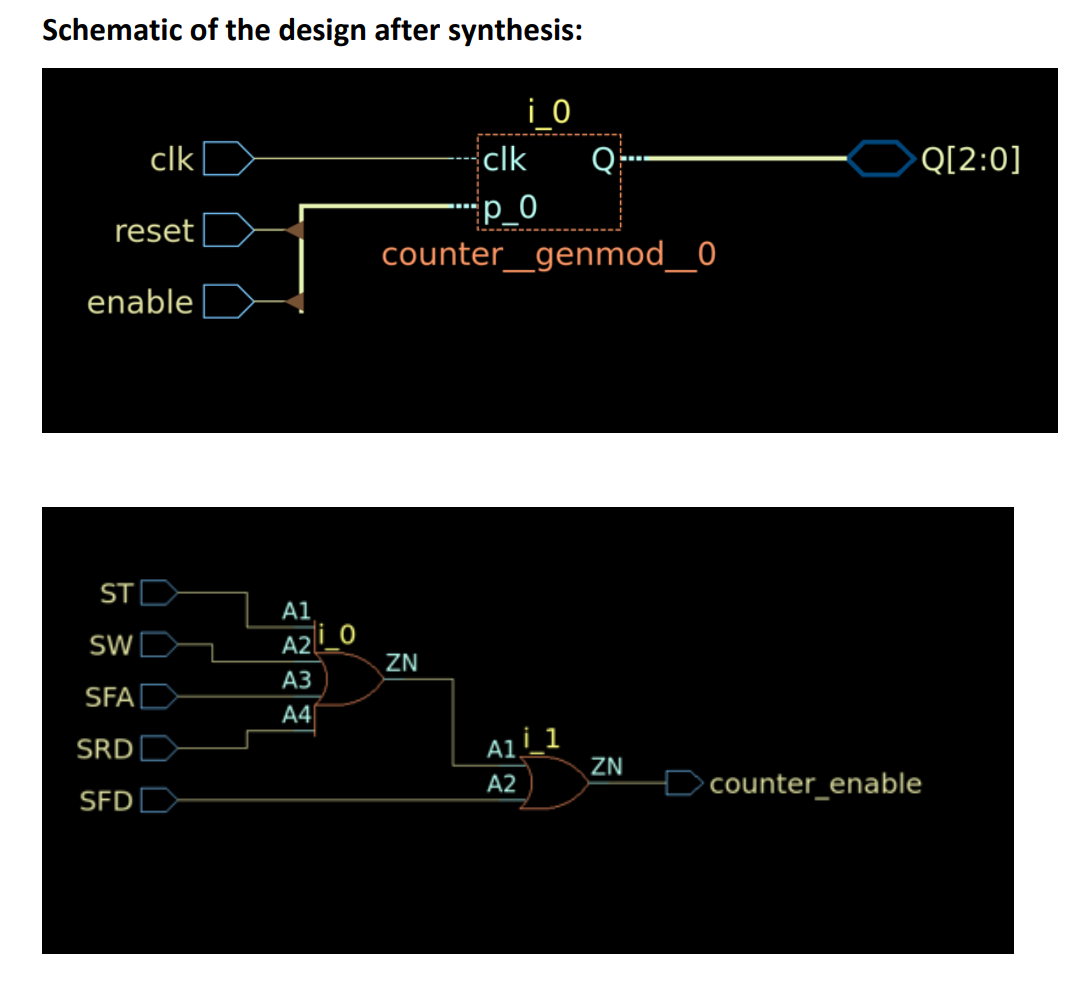 Schematic of the design after synthesis:
i_0
clk clk Q Q[2:0]
reset p_0
counter__genmod__0
enable
ST A1
i_0
SW A2 ZN
SFA A3
A4
SRD A1 i_1 ZN
SFD A2 counter_enable